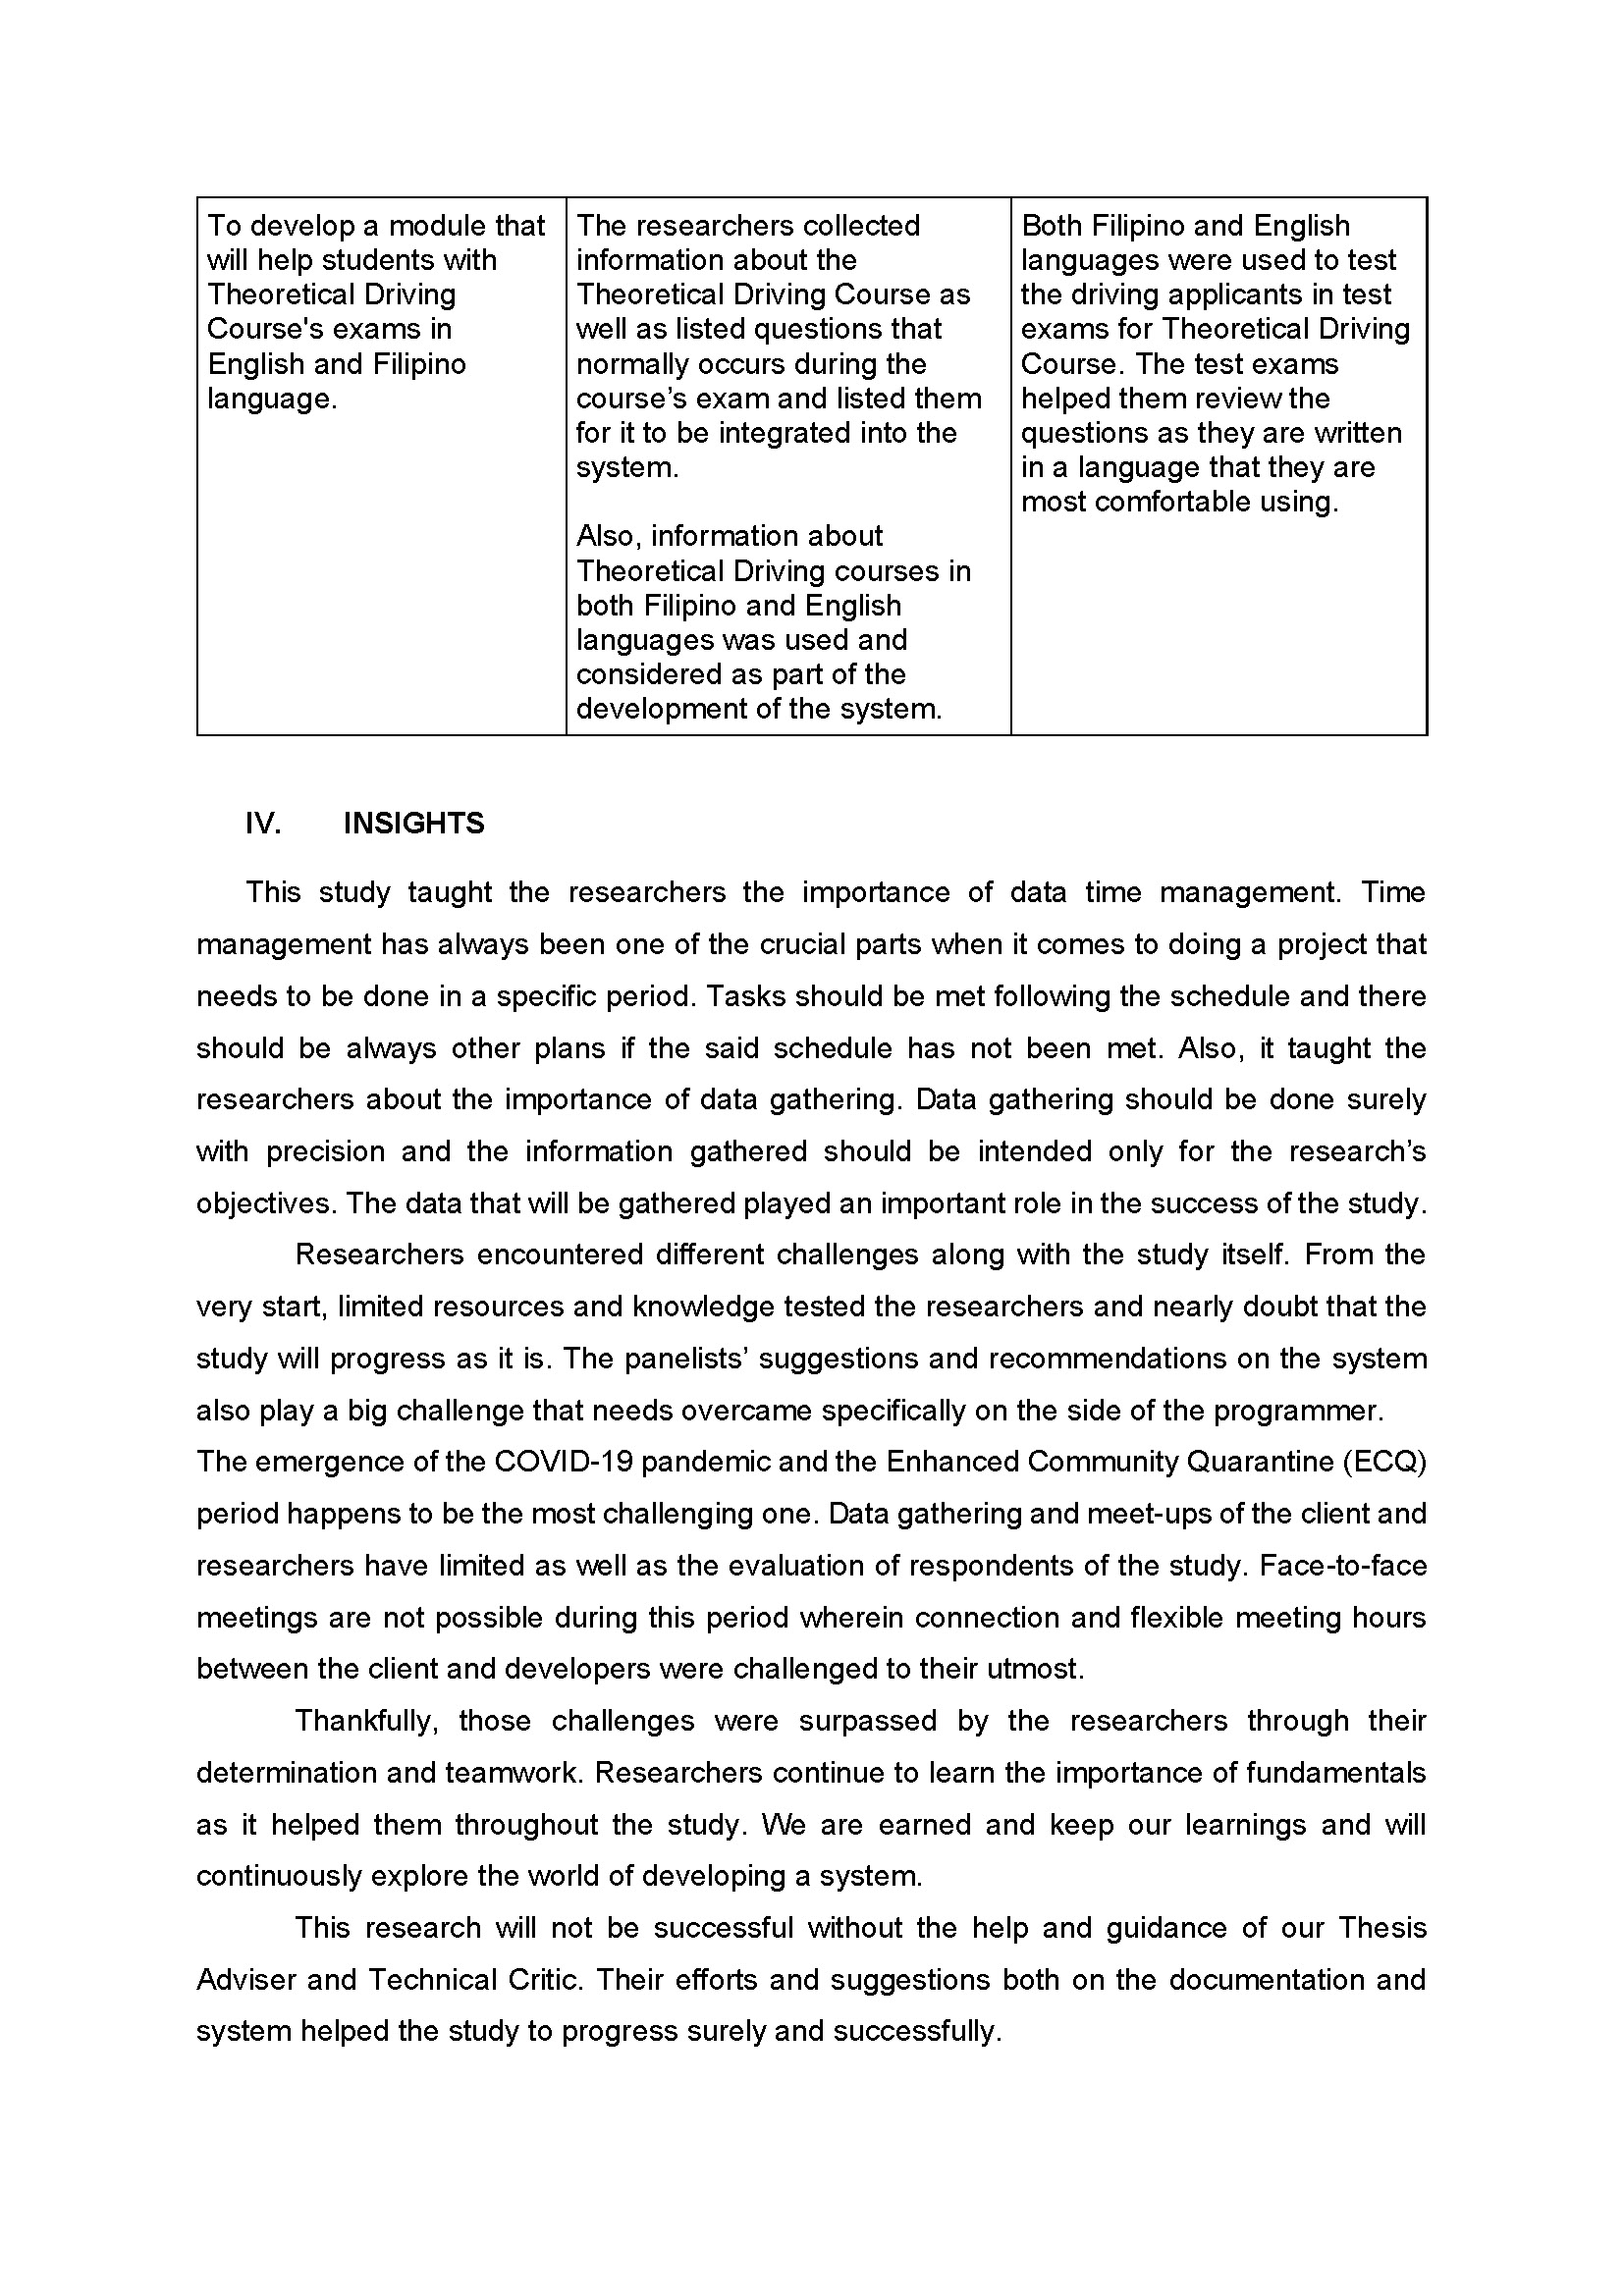 To develop a module that
will help students with
Theoretical Driving
Course's exams in
English and Filipino
language.
The researchers collected
information about the
Theoretical Driving Course as
well as listed questions that
normally occurs during the
course’s exam and listed them
for it to be integrated into the
system.
Also, information about
Theoretical Driving courses in
both Filipino and English
languages was used and
considered as part of the
development of the system.
Both Filipino and English
languages were used to test
the driving applicants in test
exams for Theoretical Driving
Course. The test exams
helped them review the
questions as they are written
in a language that they are
most comfortable using.
IV. INSIGHTS
This study taught the researchers the importance of data time management. Time
management has always been one of the crucial parts when it comes to doing a project that
needs to be done in a specific period. Tasks should be met following the schedule and there
should be always other plans if the said schedule has not been met. Also, it taught the
researchers about the importance of data gathering. Data gathering should be done surely
with precision and the information gathered should be intended only for the research’s
objectives. The data that will be gathered played an important role in the success of the study.
Researchers encountered different challenges along with the study itself. From the
very start, limited resources and knowledge tested the researchers and nearly doubt that the
study will progress as it is. The panelists’ suggestions and recommendations on the system
also play a big challenge that needs overcame specifically on the side of the programmer.
The emergence of the COVID-19 pandemic and the Enhanced Community Quarantine (ECQ)
period happens to be the most challenging one. Data gathering and meet-ups of the client and
researchers have limited as well as the evaluation of respondents of the study. Face-to-face
meetings are not possible during this period wherein connection and flexible meeting hours
between the client and developers were challenged to their utmost.
Thankfully, those challenges were surpassed by the researchers through their
determination and teamwork. Researchers continue to learn the importance of fundamentals
as it helped them throughout the study. We are earned and keep our learnings and will
continuously explore the world of developing a system.
This research will not be successful without the help and guidance of our Thesis
Adviser and Technical Critic. Their efforts and suggestions both on the documentation and
system helped the study to progress surely and successfully.